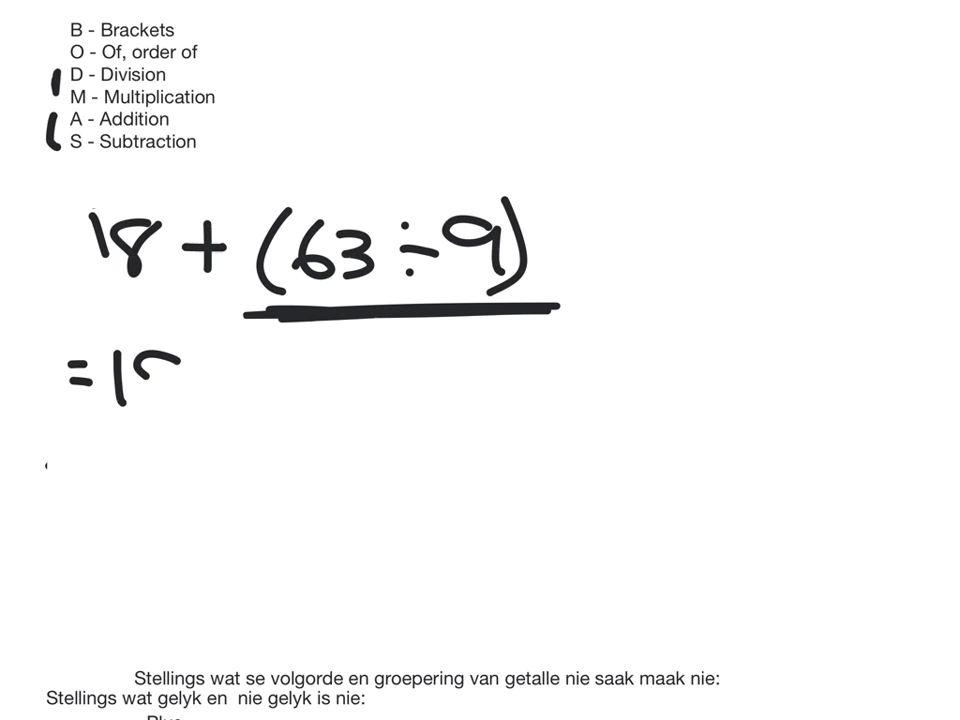 B - Brackets
O - Of, order of
D - Division
M - Multiplication
A - Addition
S - Subtraction
18 + (63 ÷ 9)
= 1
Stellings wat se volgorde en groepering van getalle nie saak maak nie:
Stellings wat gelyk en nie gelyk is nie: